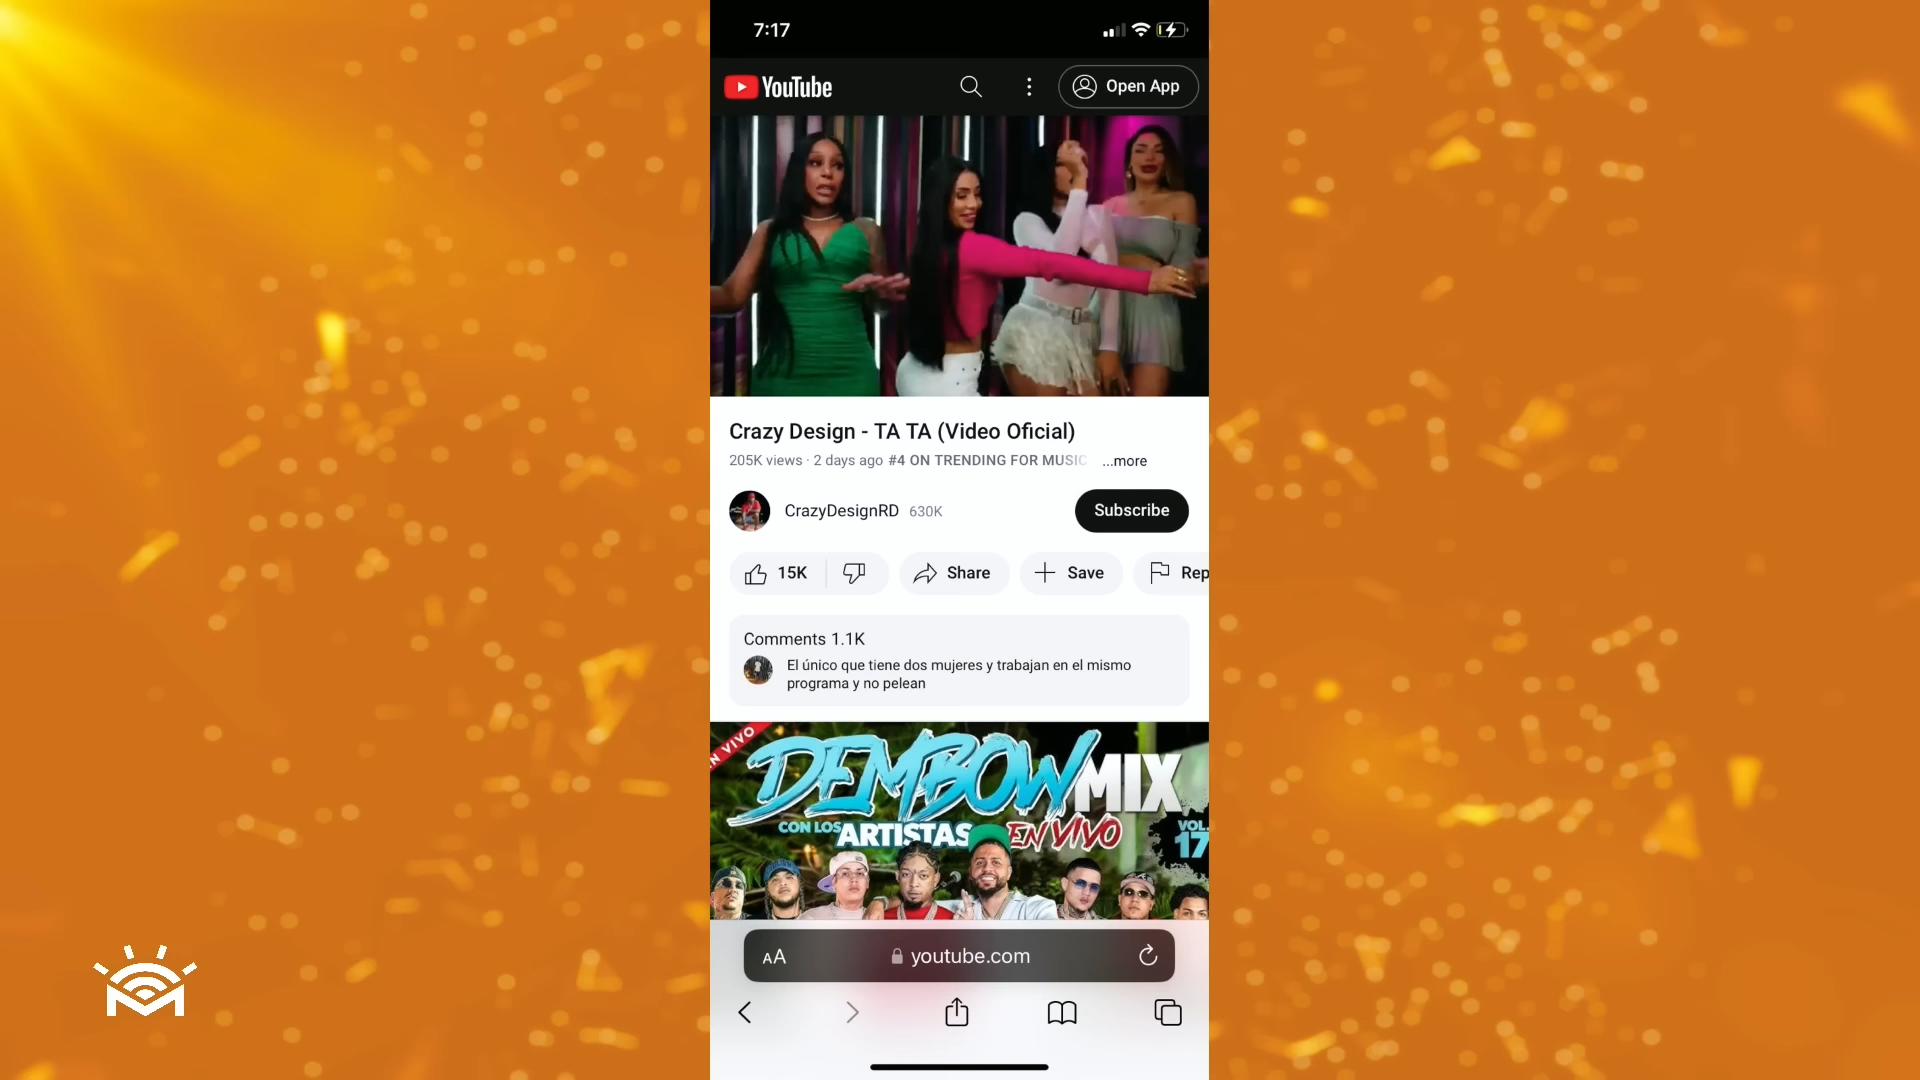 7:17
YouTube
Open App
Crazy Design - TA TA (Video Oficial)
205K views · 2 days ago #4 ON TRENDING FOR MUSIC ...more
CrazyDesignRD 630K
Subscribe
15K
Share
Save
Rep
Comments 1.1K
El único que tiene dos mujeres y trabajan en el mismo
programa y no pelean
N VIVO
DEMBOW MIX
CON LOS ARTISTAS EN VIVO
VOL.
17
AA
youtube.com